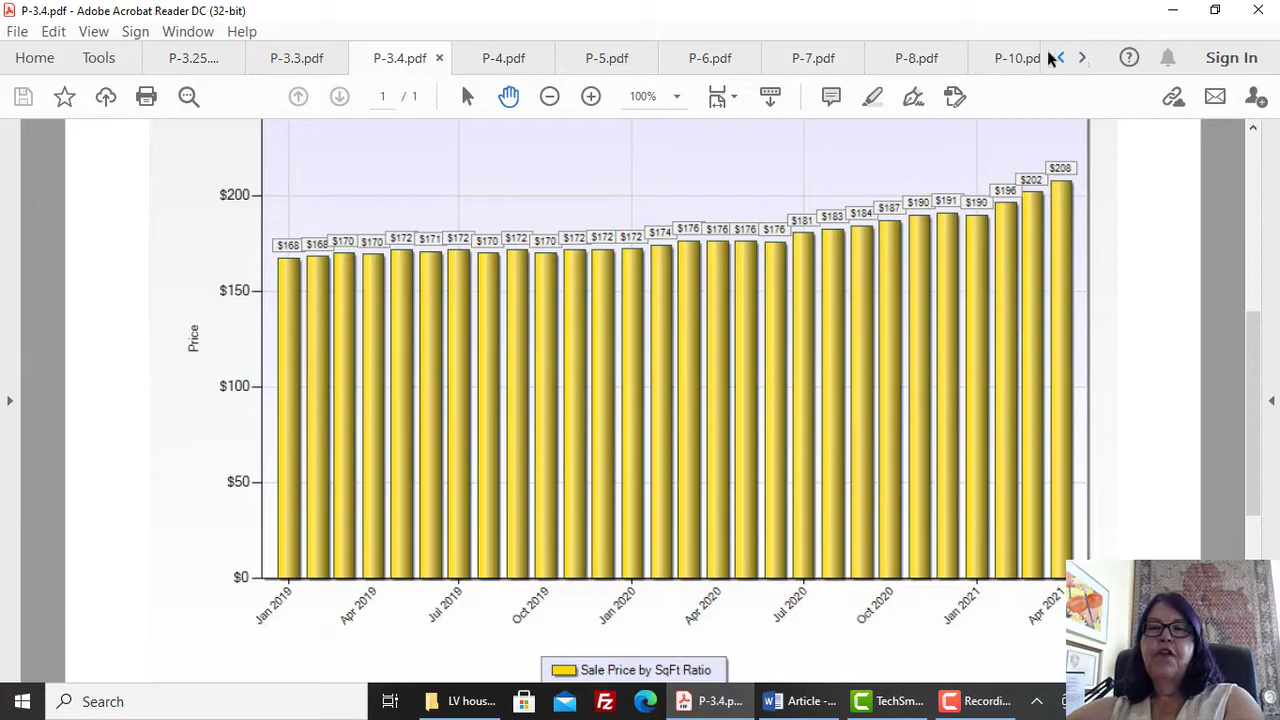 P-3.4.pdf - Adobe Acrobat Reader DC (32-bit)
File Edit View Sign Window Help
Home Tools P-3.25.... P-3.3.pdf P-3.4.pdf × P-4.pdf P-5.pdf P-6.pdf P-7.pdf P-8.pdf P-10.pd Sign In
1 / 1 100%
$208
$202
$196
$200 $181 $183 $184 $187 $190 $191 $190
$168 $168 $170 $170 $172 $171 $172 $170 $172 $170 $172 $172 $172 $174 $176 $176 $176 $176
$150
Price
$100
$50
$0
Jan 2019 Apr 2019 Jul 2019 Oct 2019 Jan 2020 Apr 2020 Jul 2020 Oct 2020 Jan 2021 Apr 2021
Sale Price by SqFt Ratio
Search LV hous... P-3.4.p... Article -... TechSm... Recordi...